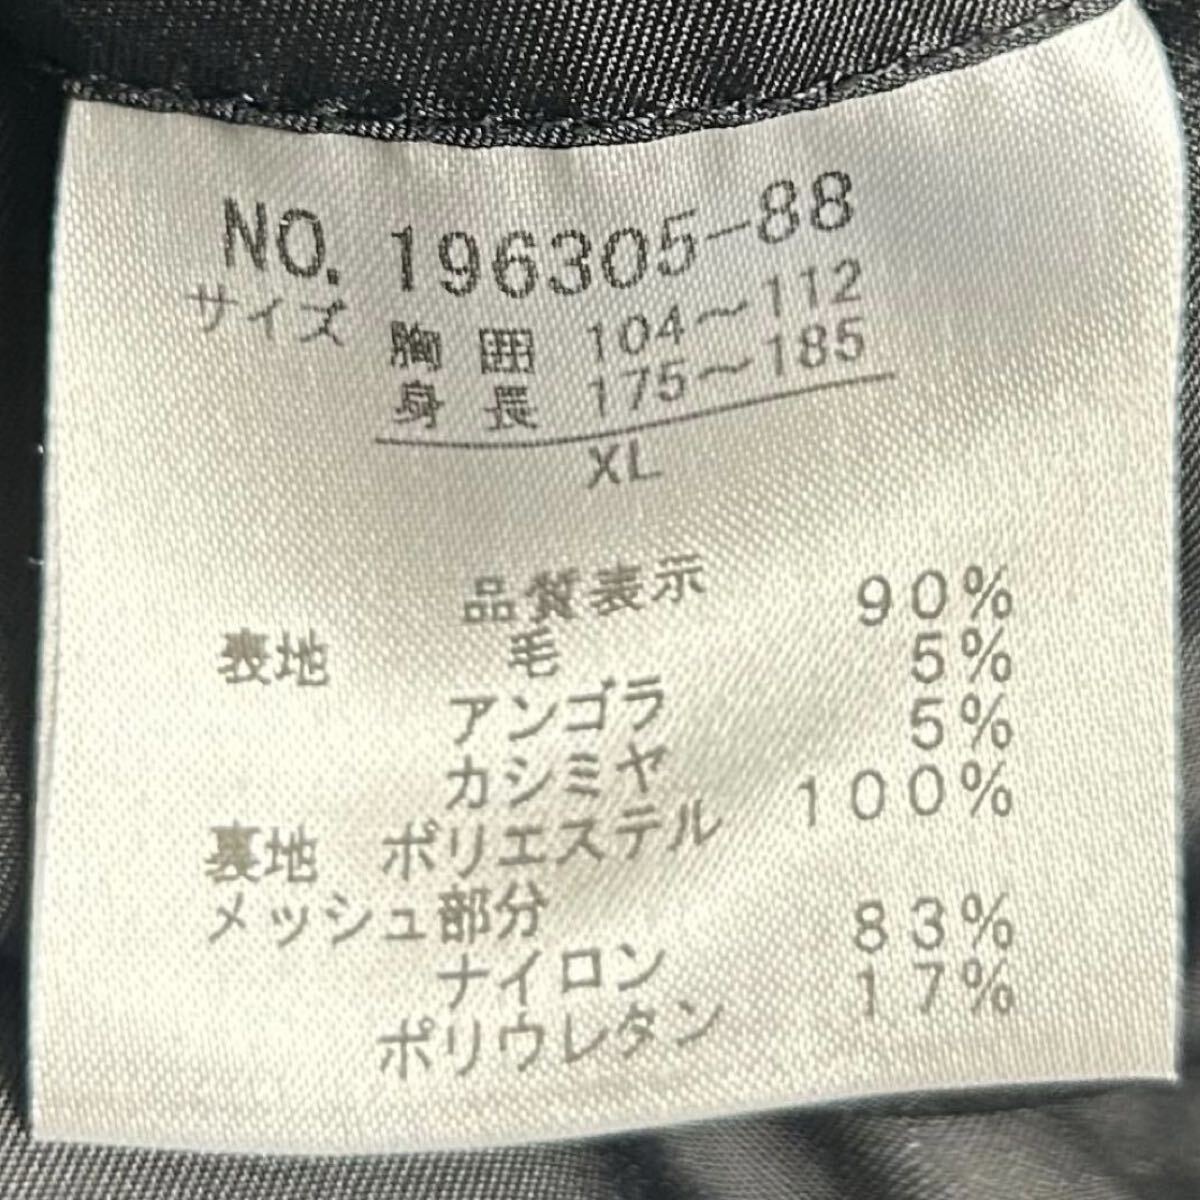 NO. 196305-88
サイズ 胸囲 104～112
身長 175～185
XL
品質表示
表地 毛 90%
アンゴラ 5%
カシミヤ 5%
裏地 ポリエステル 100%
メッシュ部分
ナイロン 83%
ポリウレタン 17%